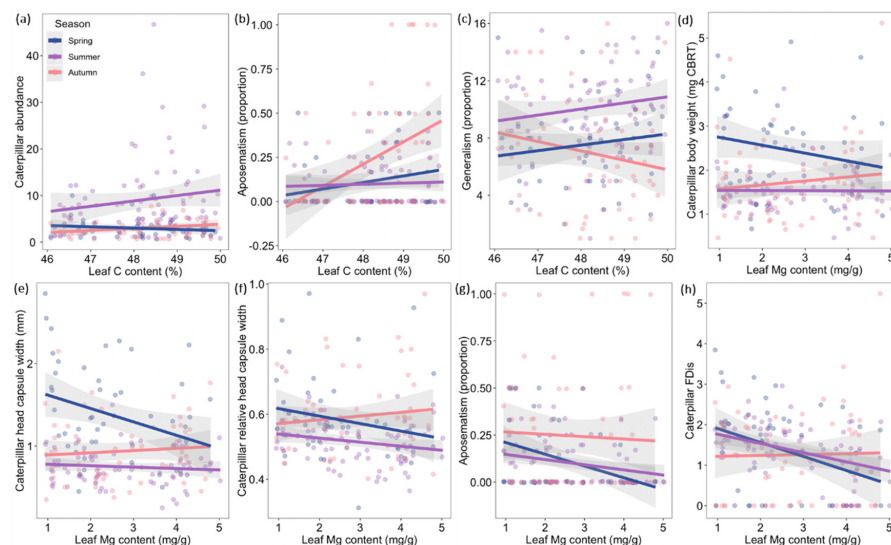 (a)
Season
Spring
Summer
Autumn
Caterpillar abundance
40
30
20
10
0
46 47 48 49 50
Leaf C content (%)
(b)
Aposematism (proportion)
1.00
0.75
0.50
0.25
0.00
-0.25
46 47 48 49 50
Leaf C content (%)
(c)
Generalism (proportion)
16
12
8
4
46 47 48 49 50
Leaf C content (%)
(d)
Caterpillar body weight (mg CBRT)
5
4
3
2
1
1 2 3 4 5
Leaf Mg content (mg/g)
(e)
Caterpillar head capsule width (mm)
2
1
1 2 3 4 5
Leaf Mg content (mg/g)
(f)
Caterpillar relative head capsule width
1.0
0.8
0.6
0.4
1 2 3 4 5
Leaf Mg content (mg/g)
(g)
Aposematism (proportion)
1.00
0.75
0.50
0.25
0.00
1 2 3 4 5
Leaf Mg content (mg/g)
(h)
Caterpillar FDis
5
4
3
2
1
0
1 2 3 4 5
Leaf Mg content (mg/g)